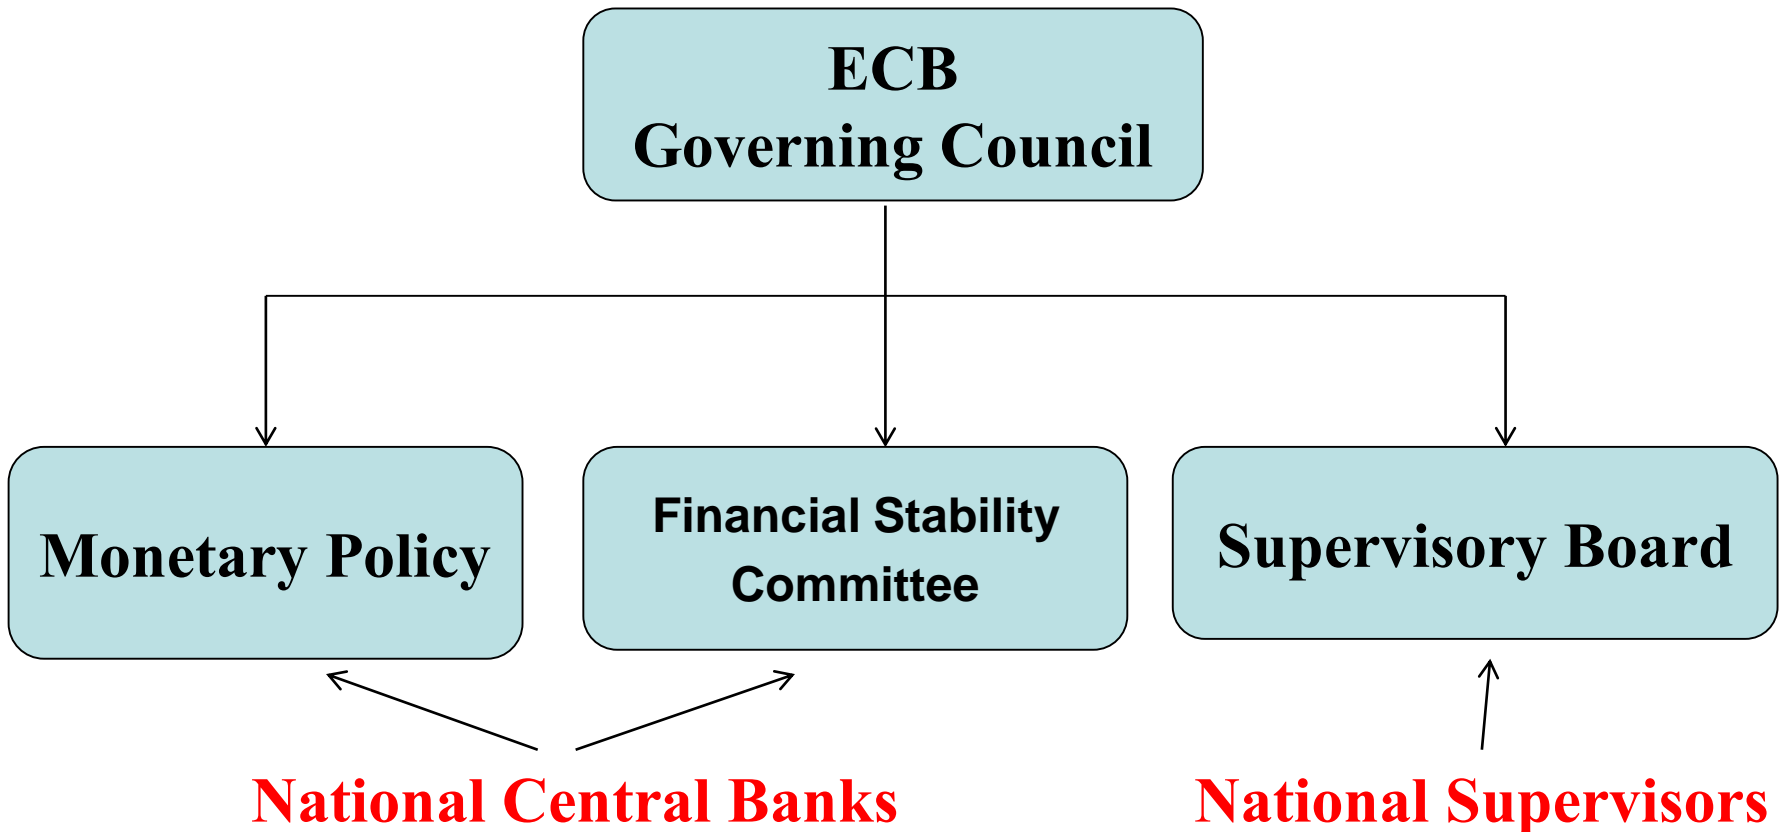 ECB
Governing Council
Monetary Policy
Financial Stability
Committee
Supervisory Board
National Central Banks
National Supervisors